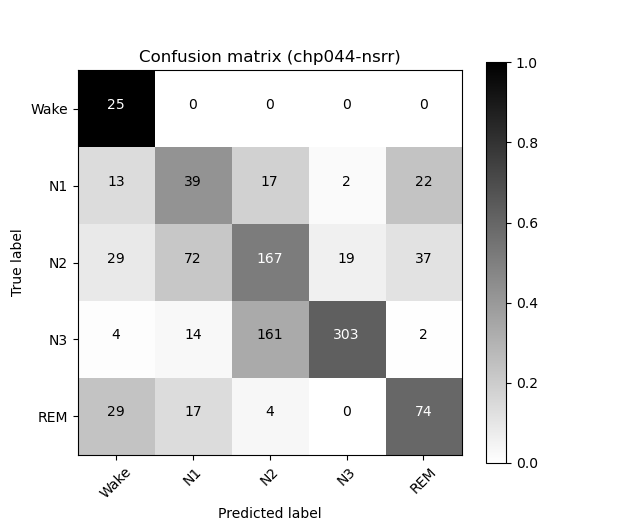 Confusion matrix (chp044-nsrr)
Wake 25 0 0 0 0
N1 13 39 17 2 22
N2 29 72 167 19 37
N3 4 14 161 303 2
REM 29 17 4 0 74
Wake N1 N2 N3 REM
Predicted label
True label
1.0
0.8
0.6
0.4
0.2
0.0